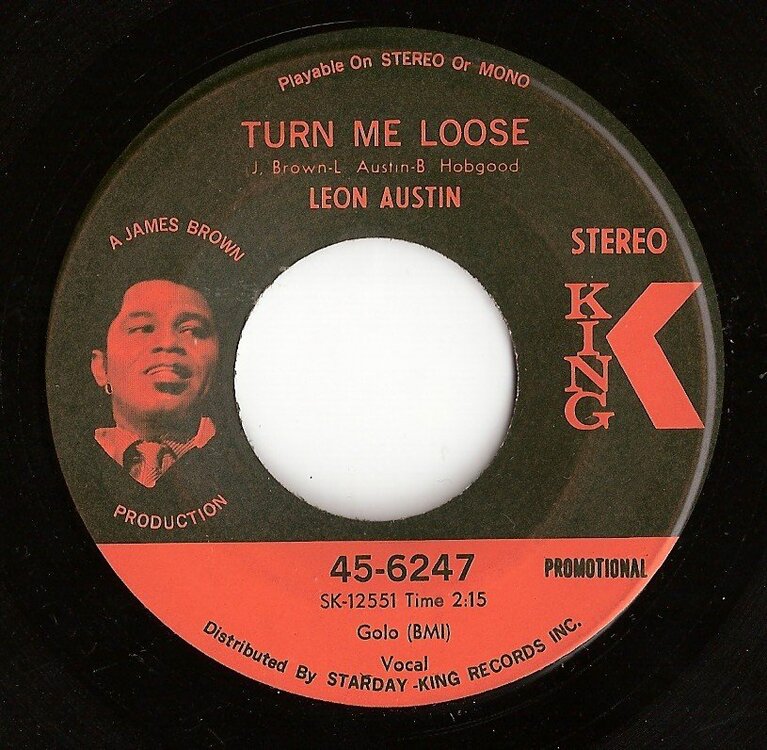 Playable On STEREO Or MONO
TURN ME LOOSE
J. Brown-L Austin-B Hobgood
LEON AUSTIN
A JAMES BROWN
PRODUCTION
STEREO
KING
K
45-6247
PROMOTIONAL
SK-12551 Time 2:15
Golo (BMI)
Vocal
Distributed By STARDAY-KING RECORDS INC.